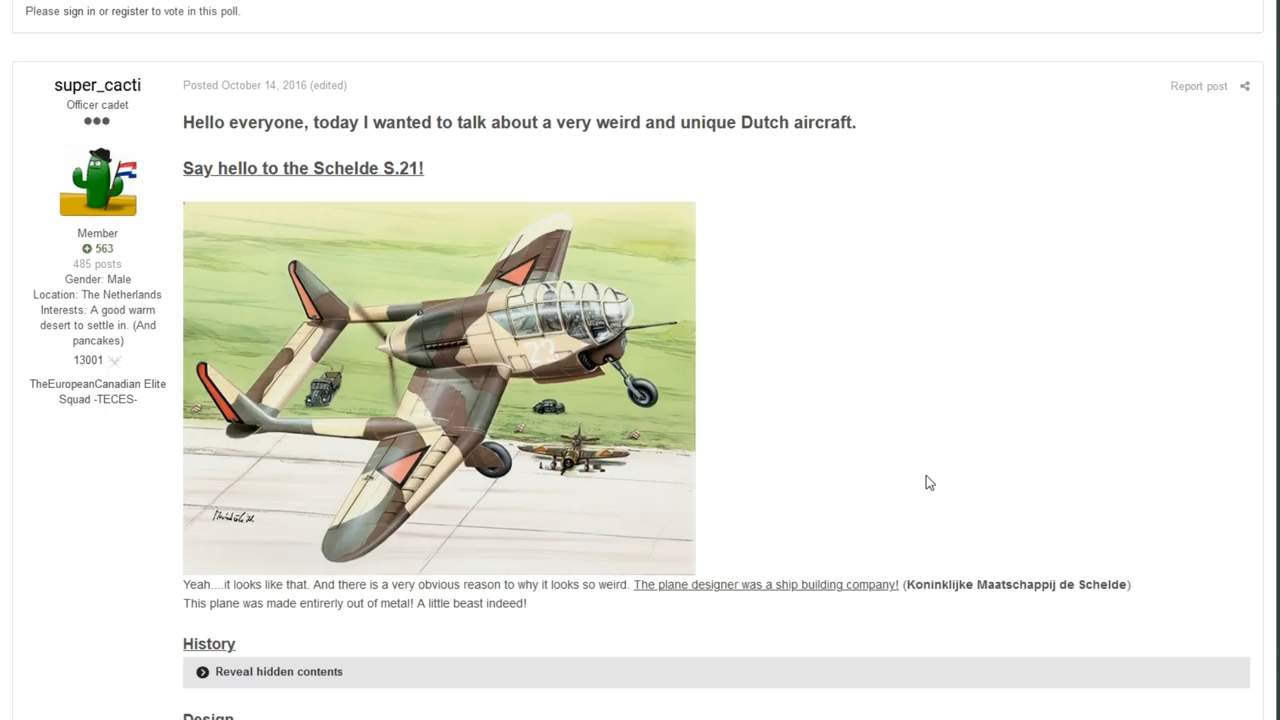 Please sign in or register to vote in this poll.
super_cacti
Officer cadet
Member
563
485 posts
Gender: Male
Location: The Netherlands
Interests: A good warm
desert to settle in. (And
pancakes)
13001
TheEuropeanCanadian Elite
Squad -TECES-
Posted October 14, 2016 (edited)
Report post
Hello everyone, today I wanted to talk about a very weird and unique Dutch aircraft.
Say hello to the Schelde S.21!
22
Yeah....it looks like that. And there is a very obvious reason to why it looks so weird. The plane designer was a ship building company! (Koninklijke Maatschappij de Schelde)
This plane was made entirerly out of metal! A little beast indeed!
History
Reveal hidden contents
Design